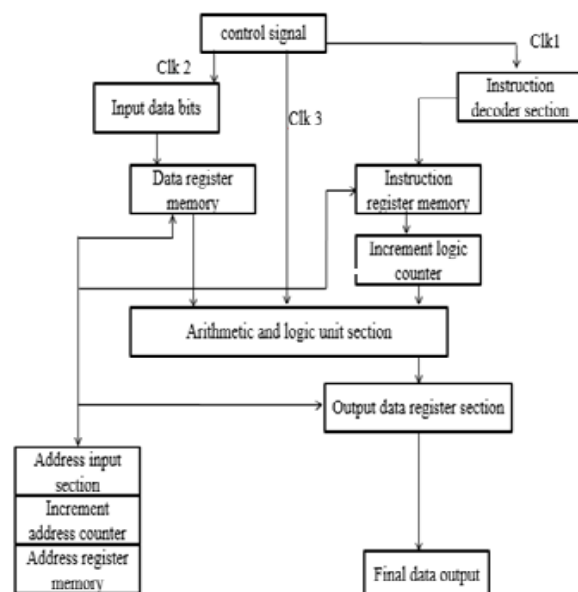 control signal
Clk1
Clk 2
Instruction
decoder section
Input data bits
Clk 3
Data register
memory
Instruction
register memory
Increment logic
counter
Arithmetic and logic unit section
Output data register section
Address input
section
Increment
address counter
Address register
memory
Final data output